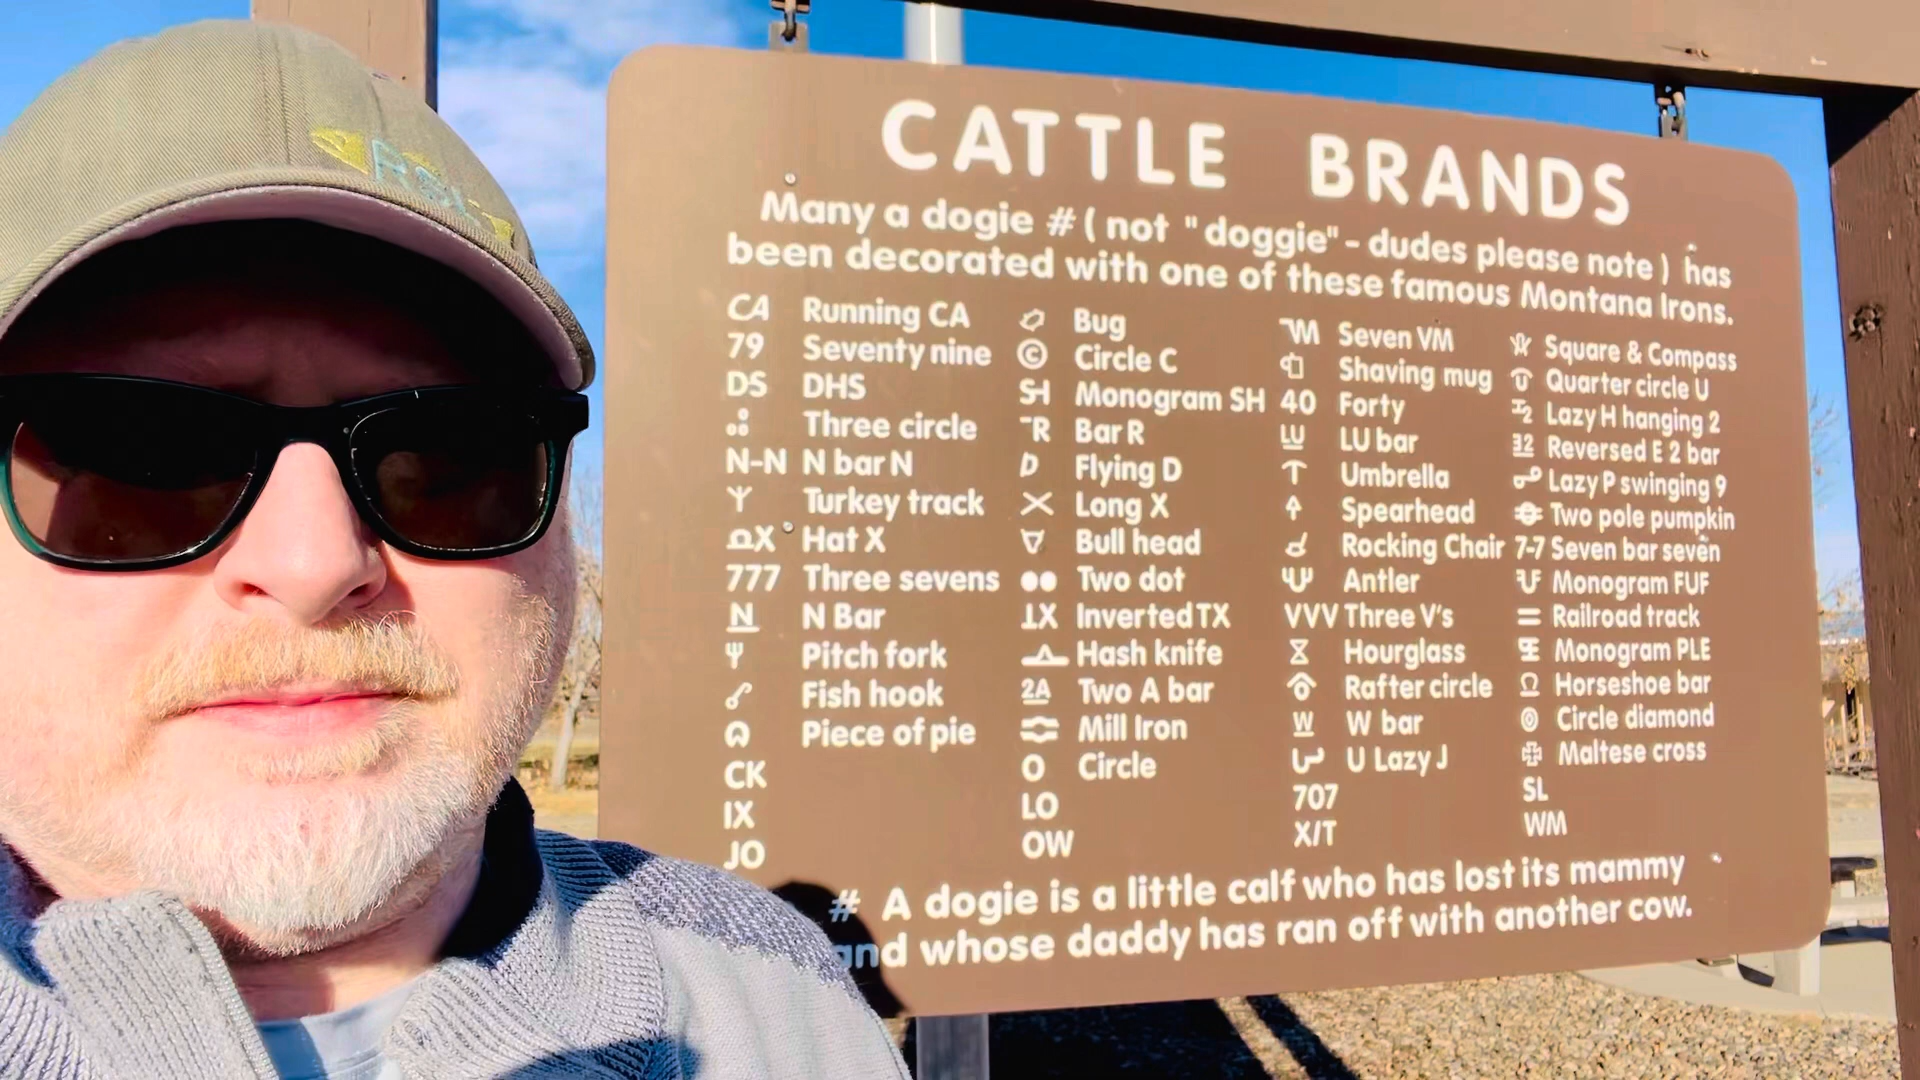 CATTLE BRANDS
Many a dogie # ( not "doggie" - dudes please note ) has
been decorated with one of these famous Montana Irons.
CA Running CA
79 Seventy nine
DS DHS
Three circle
N-N N bar N
Turkey track
X Hat X
777 Three sevens
N N Bar
Pitch fork
Fish hook
Piece of pie
CK
IX
JO
Bug
© Circle C
SH Monogram SH
R Bar R
D Flying D
Long X
Bull head
Two dot
Inverted TX
Hash knife
2A Two A bar
Mill Iron
O Circle
LO
OW
Seven VM
Shaving mug
40 Forty
LU LU bar
Umbrella
Spearhead
Rocking Chair
Antler
VVV Three V's
Hourglass
Rafter circle
W W bar
U Lazy J
707
X/T
Square & Compass
Quarter circle U
Lazy H hanging 2
Reversed E 2 bar
Lazy P swinging 9
Two pole pumpkin
7-7 Seven bar seven
Monogram FUF
Railroad track
Monogram PLE
Horseshoe bar
Circle diamond
Maltese cross
SL
WM
# A dogie is a little calf who has lost its mammy
and whose daddy has ran off with another cow.